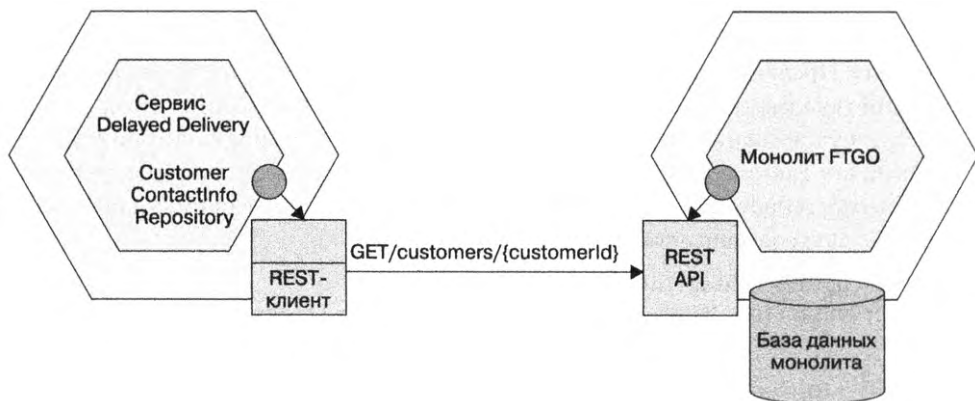 Сервис
Delayed Delivery
Customer
ContactInfo
Repository
REST-
клиент
GET/customers/{customerId}
Монолит FTGO
REST
API
База данных
монолита